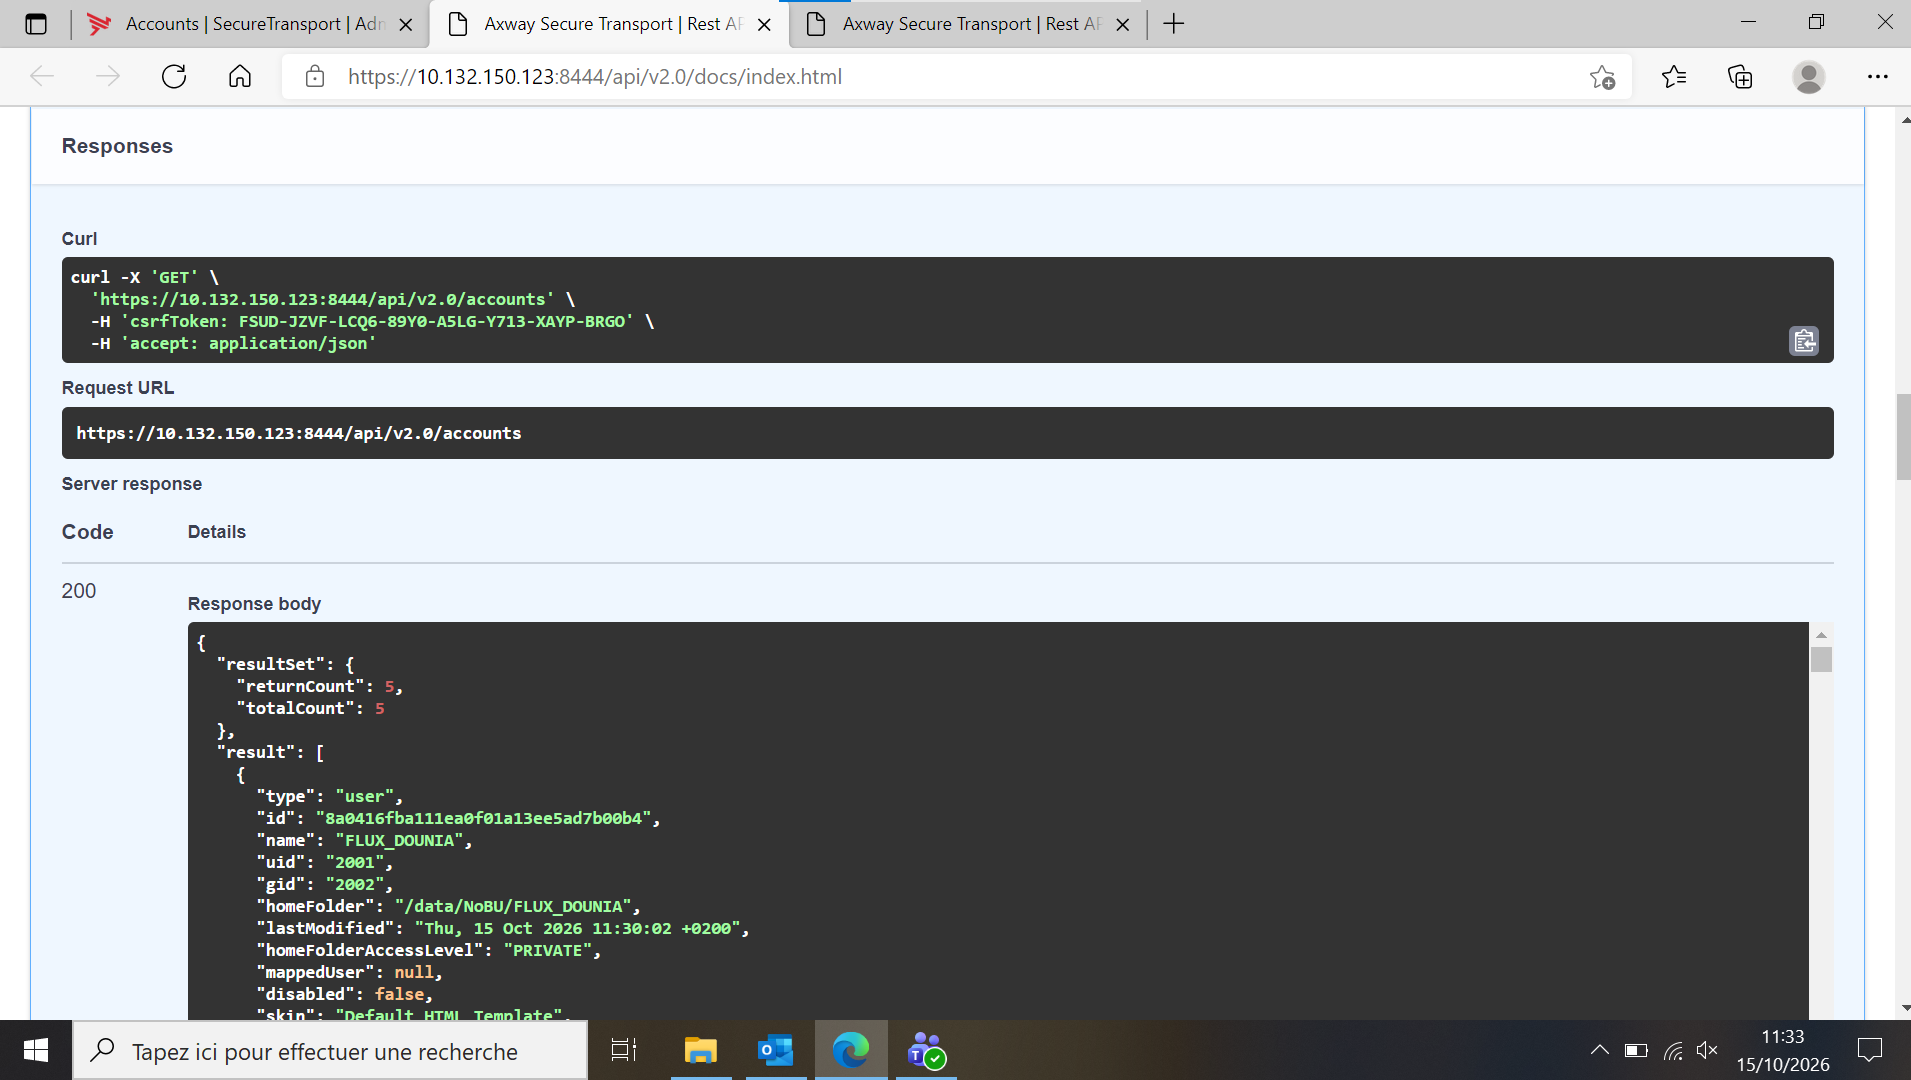 Accounts | SecureTransport | Adn
Axway Secure Transport | Rest AP
Axway Secure Transport | Rest AP
https://10.132.150.123:8444/api/v2.0/docs/index.html
Responses
Curl
curl -X 'GET' \
'https://10.132.150.123:8444/api/v2.0/accounts' \
-H 'csrfToken: FSUD-JZVF-LCQ6-89Y0-A5LG-Y713-XAYP-BRGO' \
-H 'accept: application/json'
Request URL
https://10.132.150.123:8444/api/v2.0/accounts
Server response
Code Details
200
Response body
{
"resultSet": {
"returnCount": 5,
"totalCount": 5
},
"result": [
{
"type": "user",
"id": "8a0416fba111ea0f01a13ee5ad7b00b4",
"name": "FLUX_DOUNIA",
"uid": "2001",
"gid": "2002",
"homeFolder": "/data/NoBU/FLUX_DOUNIA",
"lastModified": "Thu, 15 Oct 2026 11:30:02 +0200",
"homeFolderAccessLevel": "PRIVATE",
"mappedUser": null,
"disabled": false,
"skin": "Default HTML Template",
Tapez ici pour effectuer une recherche
11:33
15/10/2026